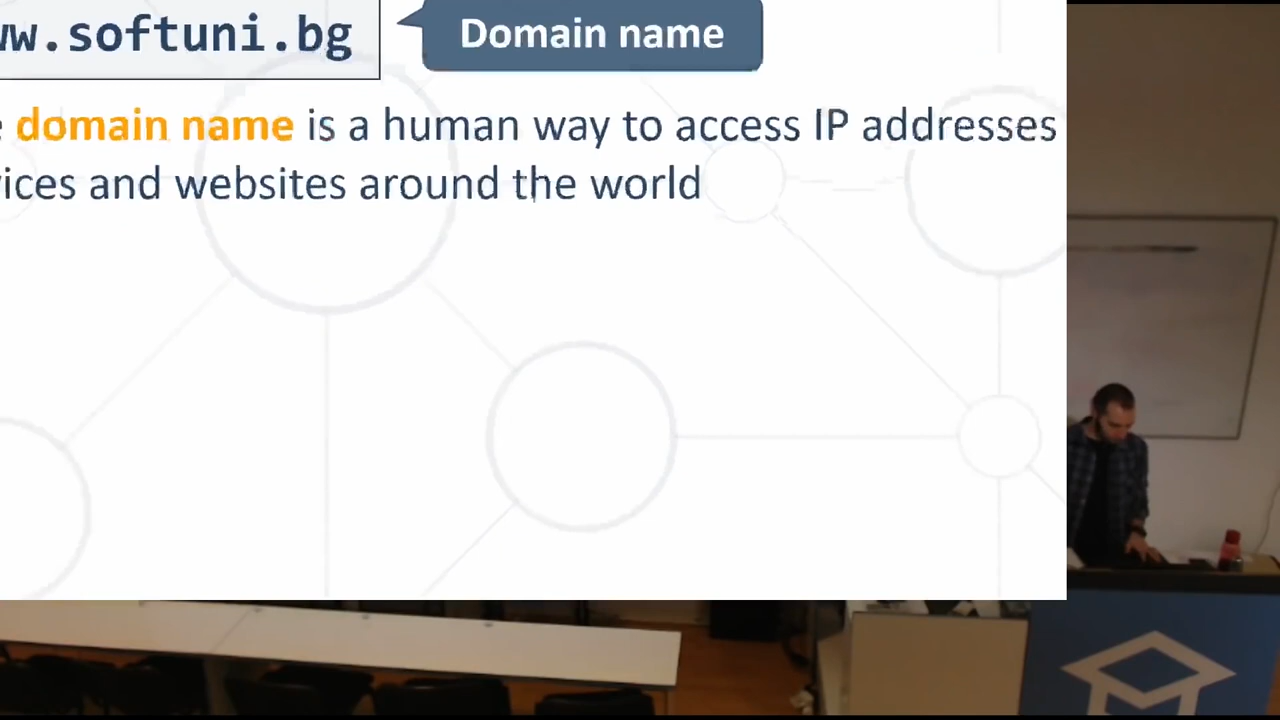 w.softuni.bg
Domain name
domain name is a human way to access IP addresses
ices and websites around the world